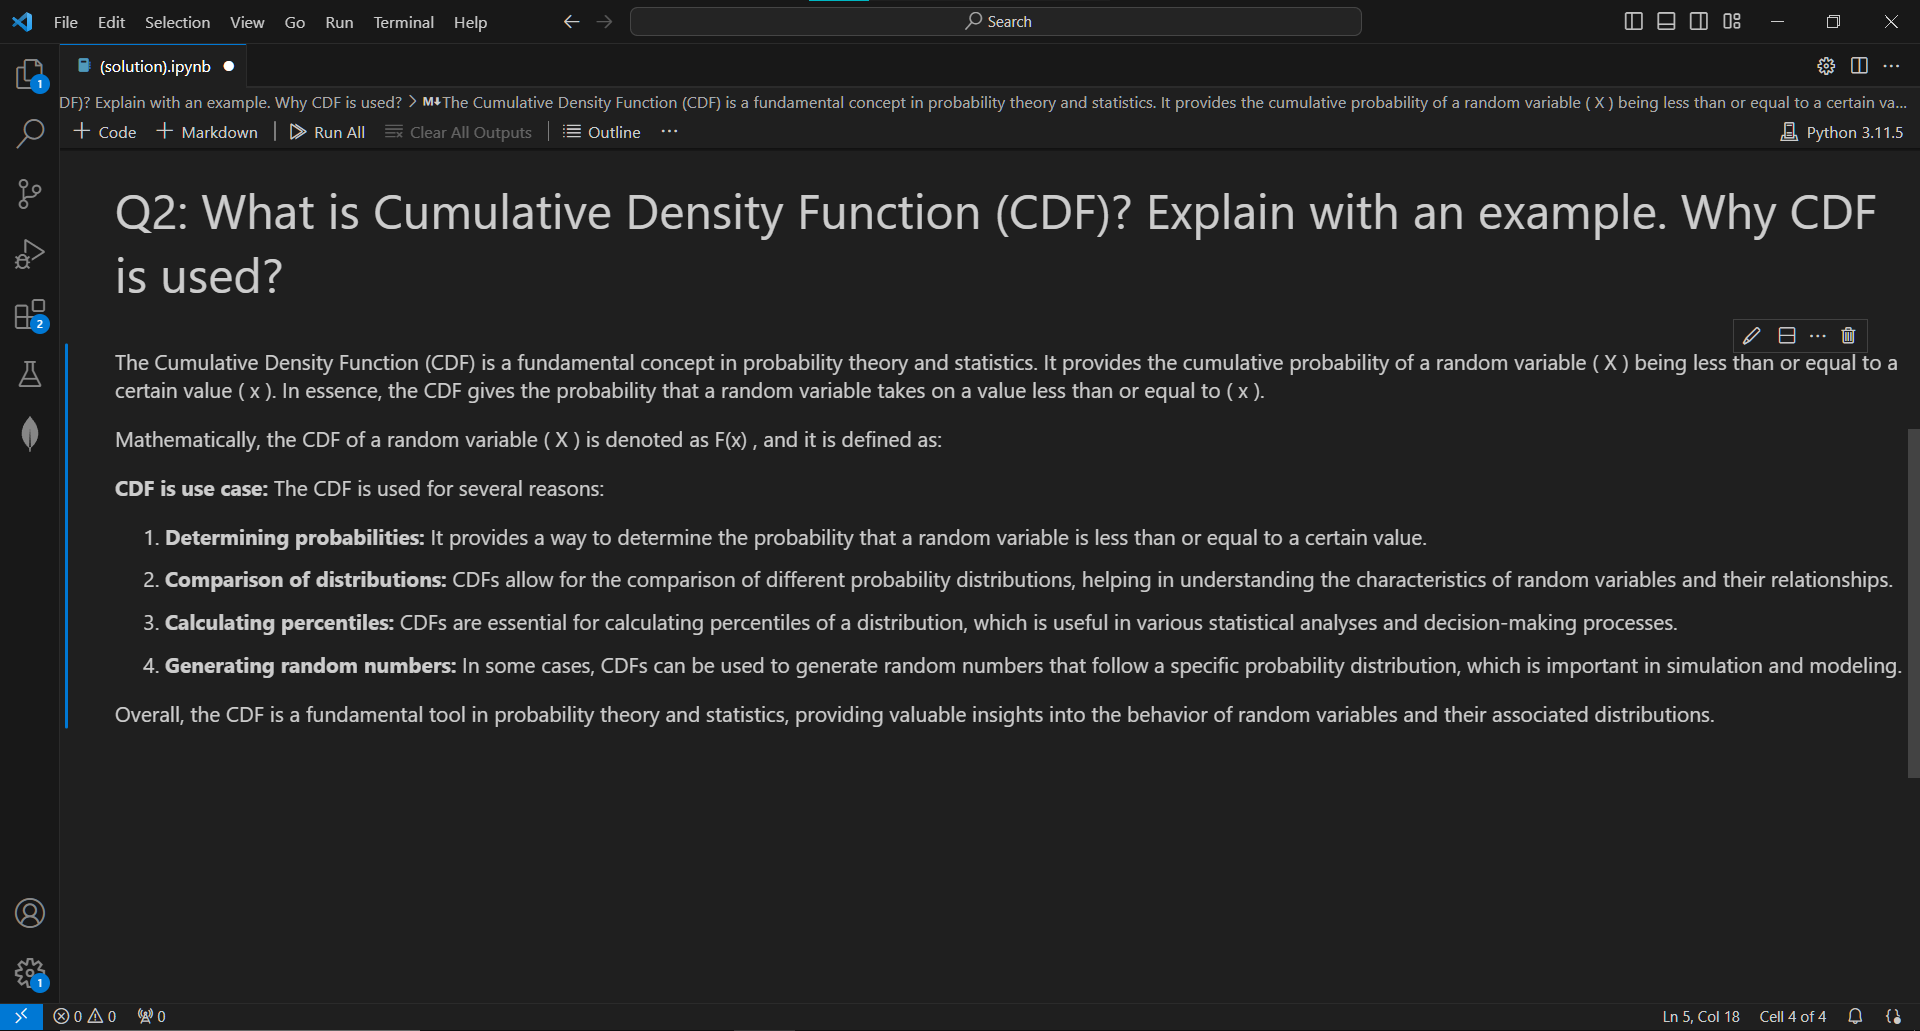 File Edit Selection View Go Run Terminal Help Search
(solution).ipynb
DF)? Explain with an example. Why CDF is used? > M↓ The Cumulative Density Function (CDF) is a fundamental concept in probability theory and statistics. It provides the cumulative probability of a random variable ( X ) being less than or equal to a certain va...
+ Code + Markdown Run All Clear All Outputs Outline ... Python 3.11.5
Q2: What is Cumulative Density Function (CDF)? Explain with an example. Why CDF
is used?
The Cumulative Density Function (CDF) is a fundamental concept in probability theory and statistics. It provides the cumulative probability of a random variable ( X ) being less than or equal to a
certain value ( x ). In essence, the CDF gives the probability that a random variable takes on a value less than or equal to ( x ).
Mathematically, the CDF of a random variable ( X ) is denoted as F(x) , and it is defined as:
CDF is use case: The CDF is used for several reasons:
1. Determining probabilities: It provides a way to determine the probability that a random variable is less than or equal to a certain value.
2. Comparison of distributions: CDFs allow for the comparison of different probability distributions, helping in understanding the characteristics of random variables and their relationships.
3. Calculating percentiles: CDFs are essential for calculating percentiles of a distribution, which is useful in various statistical analyses and decision-making processes.
4. Generating random numbers: In some cases, CDFs can be used to generate random numbers that follow a specific probability distribution, which is important in simulation and modeling.
Overall, the CDF is a fundamental tool in probability theory and statistics, providing valuable insights into the behavior of random variables and their associated distributions.
1
2
1
0 0 0 Ln 5, Col 18 Cell 4 of 4